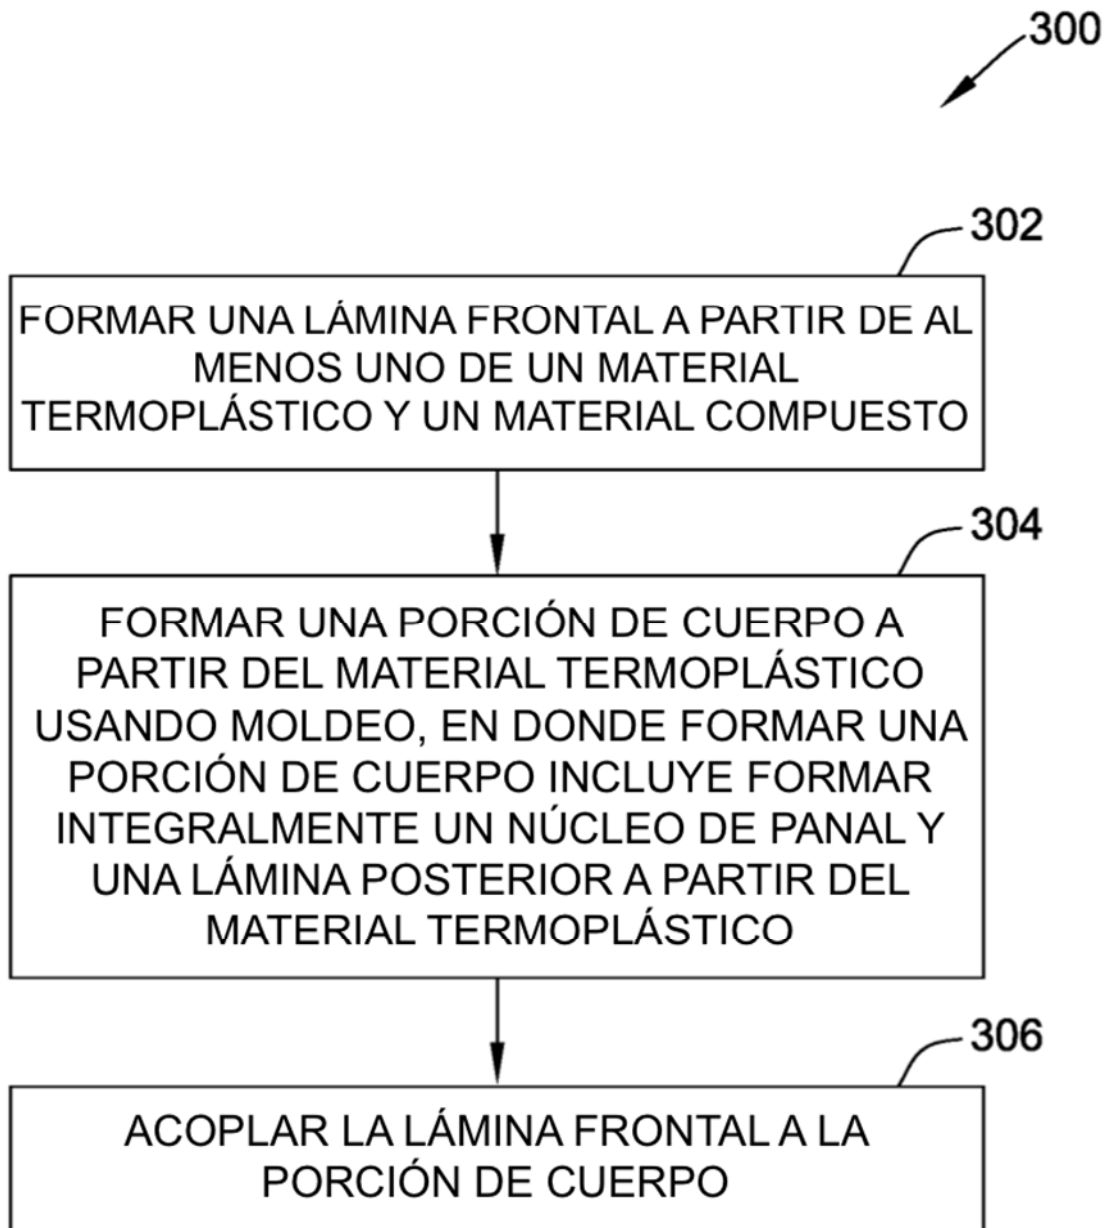 300
302
FORMAR UNA LÁMINA FRONTAL A PARTIR DE AL
MENOS UNO DE UN MATERIAL
TERMOPLÁSTICO Y UN MATERIAL COMPUESTO
304
FORMAR UNA PORCIÓN DE CUERPO A
PARTIR DEL MATERIAL TERMOPLÁSTICO
USANDO MOLDEO, EN DONDE FORMAR UNA
PORCIÓN DE CUERPO INCLUYE FORMAR
INTEGRALMENTE UN NÚCLEO DE PANAL Y
UNA LÁMINA POSTERIOR A PARTIR DEL
MATERIAL TERMOPLÁSTICO
306
ACOPLAR LA LÁMINA FRONTAL A LA
PORCIÓN DE CUERPO